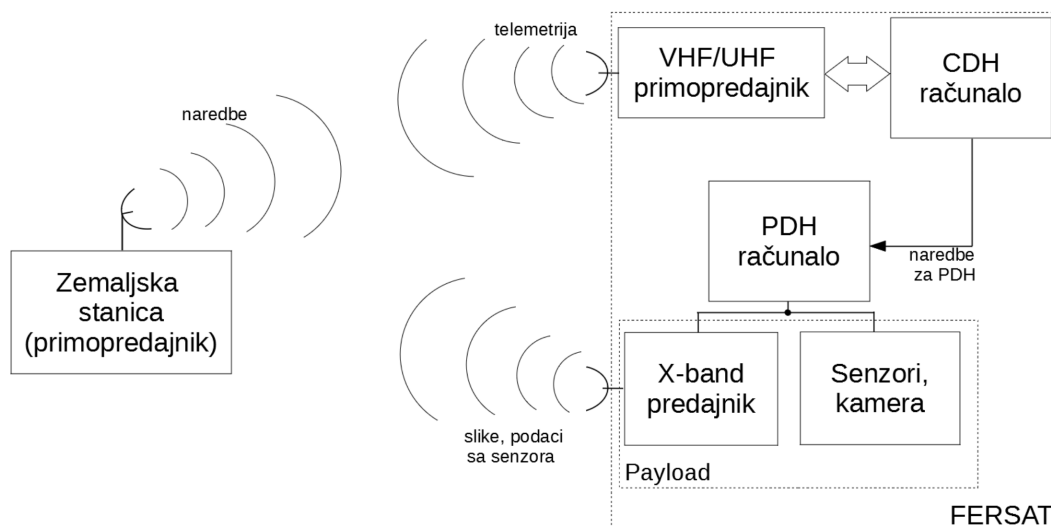 telemetrija
VHF/UHF
primopredajnik
CDH
računalo
naredbe
PDH
računalo
naredbe
za PDH
Zemaljska
stanica
(primopredajnik)
X-band
predajnik
Senzori,
kamera
slike, podaci
sa senzora
Payload
FERSAT